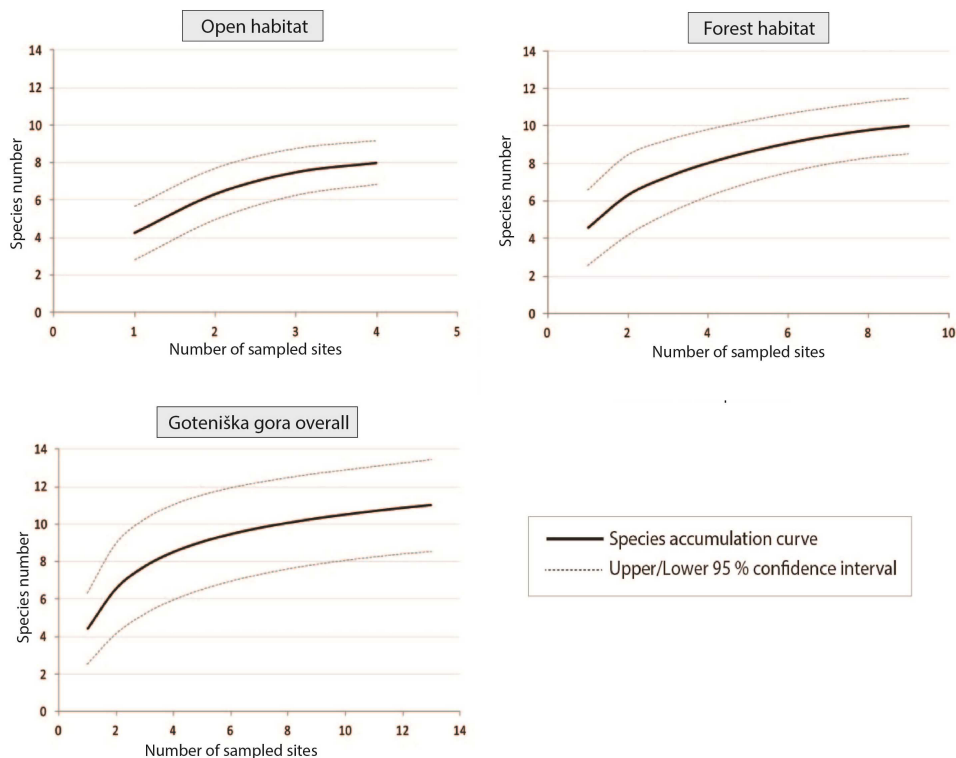 Open habitat
14
12
10
8
6
4
2
0
Species number
0 1 2 3 4 5
Number of sampled sites
Forest habitat
14
12
10
8
6
4
2
0
Species number
0 2 4 6 8 10
Number of sampled sites
Goteniška gora overall
14
12
10
8
6
4
2
0
Species number
0 2 4 6 8 10 12 14
Number of sampled sites
Species accumulation curve
Upper/Lower 95 % confidence interval